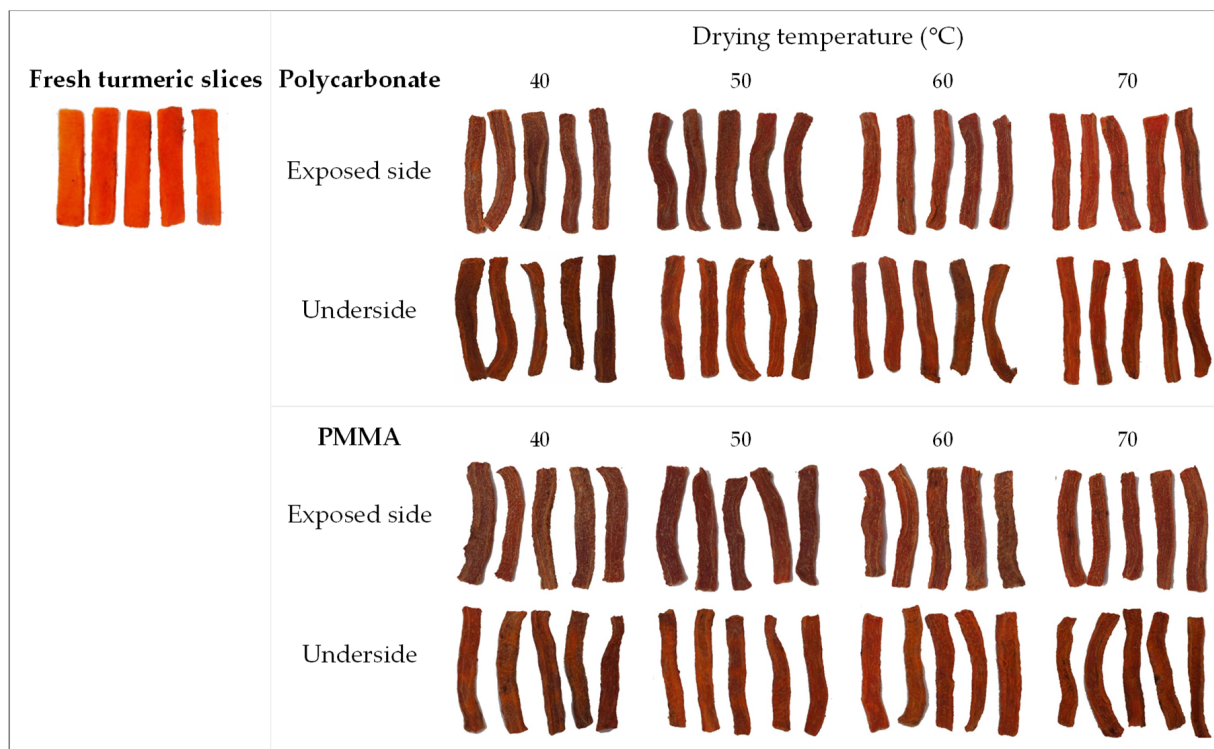 Drying temperature (°C)
Fresh turmeric slices
Polycarbonate 40 50 60 70
Exposed side
Underside
PMMA 40 50 60 70
Exposed side
Underside